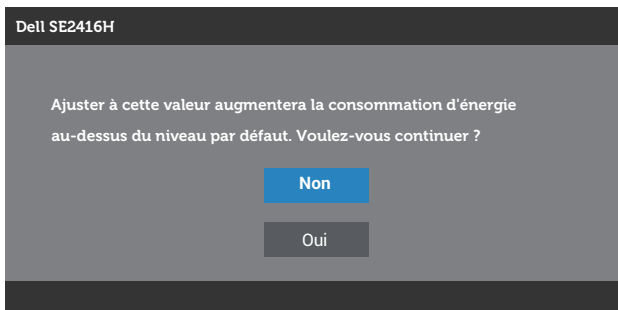 Dell SE2416H
Ajuster à cette valeur augmentera la consommation d'énergie
au-dessus du niveau par défaut. Voulez-vous continuer ?
Non
Oui